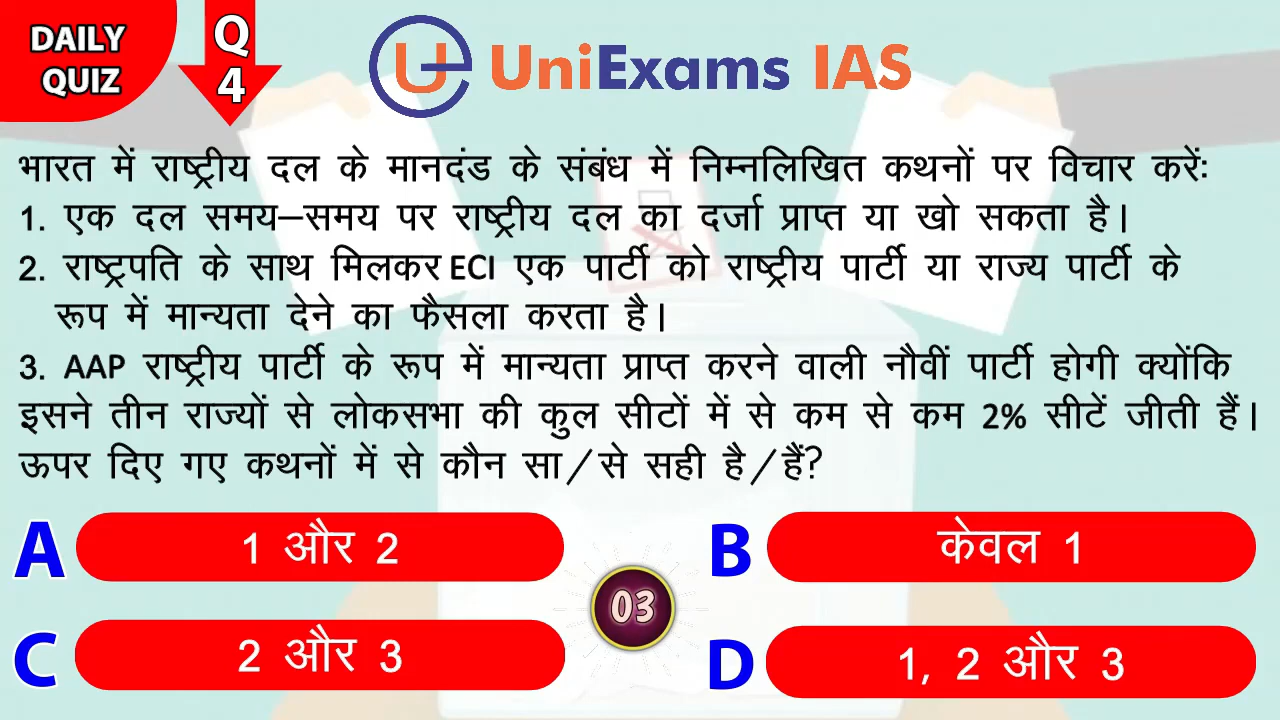 DAILY
QUIZ
Q
4
UniExams IAS
भारत में राष्ट्रीय दल के मानदंड के संबंध में निम्नलिखित कथनों पर विचार करें:
1. एक दल समय–समय पर राष्ट्रीय दल का दर्जा प्राप्त या खो सकता है।
2. राष्ट्रपति के साथ मिलकर ECI एक पार्टी को राष्ट्रीय पार्टी या राज्य पार्टी के
रूप में मान्यता देने का फैसला करता है।
3. AAP राष्ट्रीय पार्टी के रूप में मान्यता प्राप्त करने वाली नौवीं पार्टी होगी क्योंकि
इसने तीन राज्यों से लोकसभा की कुल सीटों में से कम से कम 2% सीटें जीती हैं।
ऊपर दिए गए कथनों में से कौन सा/से सही है/हैं?
A 1 और 2
B केवल 1
03
C 2 और 3
D 1, 2 और 3